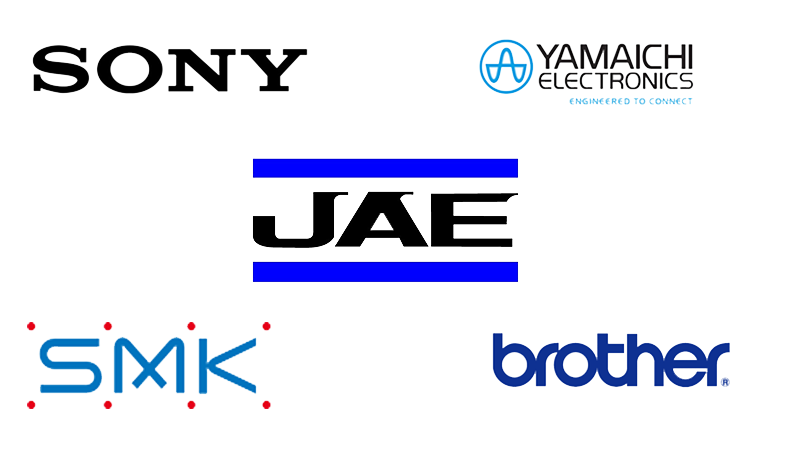 SONY
YAMAICHI
ELECTRONICS
ENGINEERED TO CONNECT
JAE
SMK
brother®